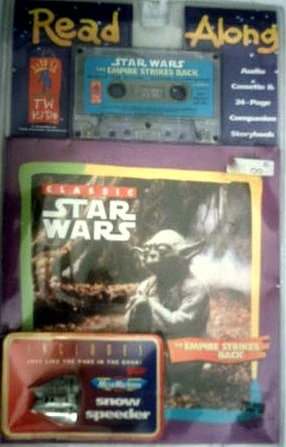 Read Along
STAR WARS
THE EMPIRE STRIKES BACK
TW
KIDS
Audio
Cassette &
24-Page
Companion
Storybook
CLASSIC
STAR
WARS
THE EMPIRE STRIKES
BACK
INCLUDES
JUST LIKE THE ONES IN THE BOOK!
MicroMachines
snow
speeder